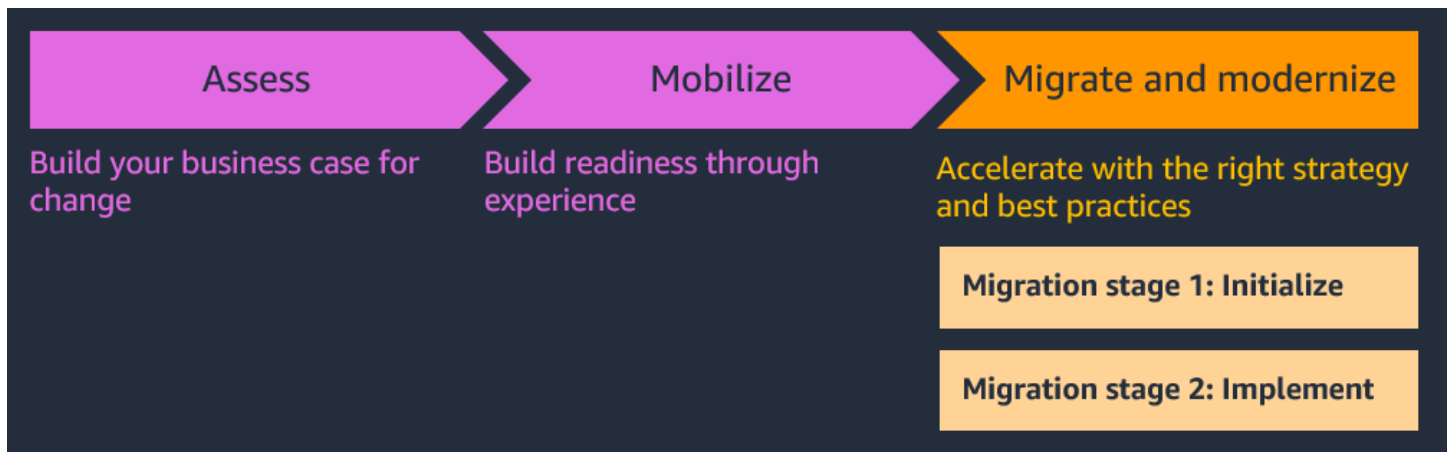 Assess
Build your business case for
change
Mobilize
Build readiness through
experience
Migrate and modernize
Accelerate with the right strategy
and best practices
Migration stage 1: Initialize
Migration stage 2: Implement